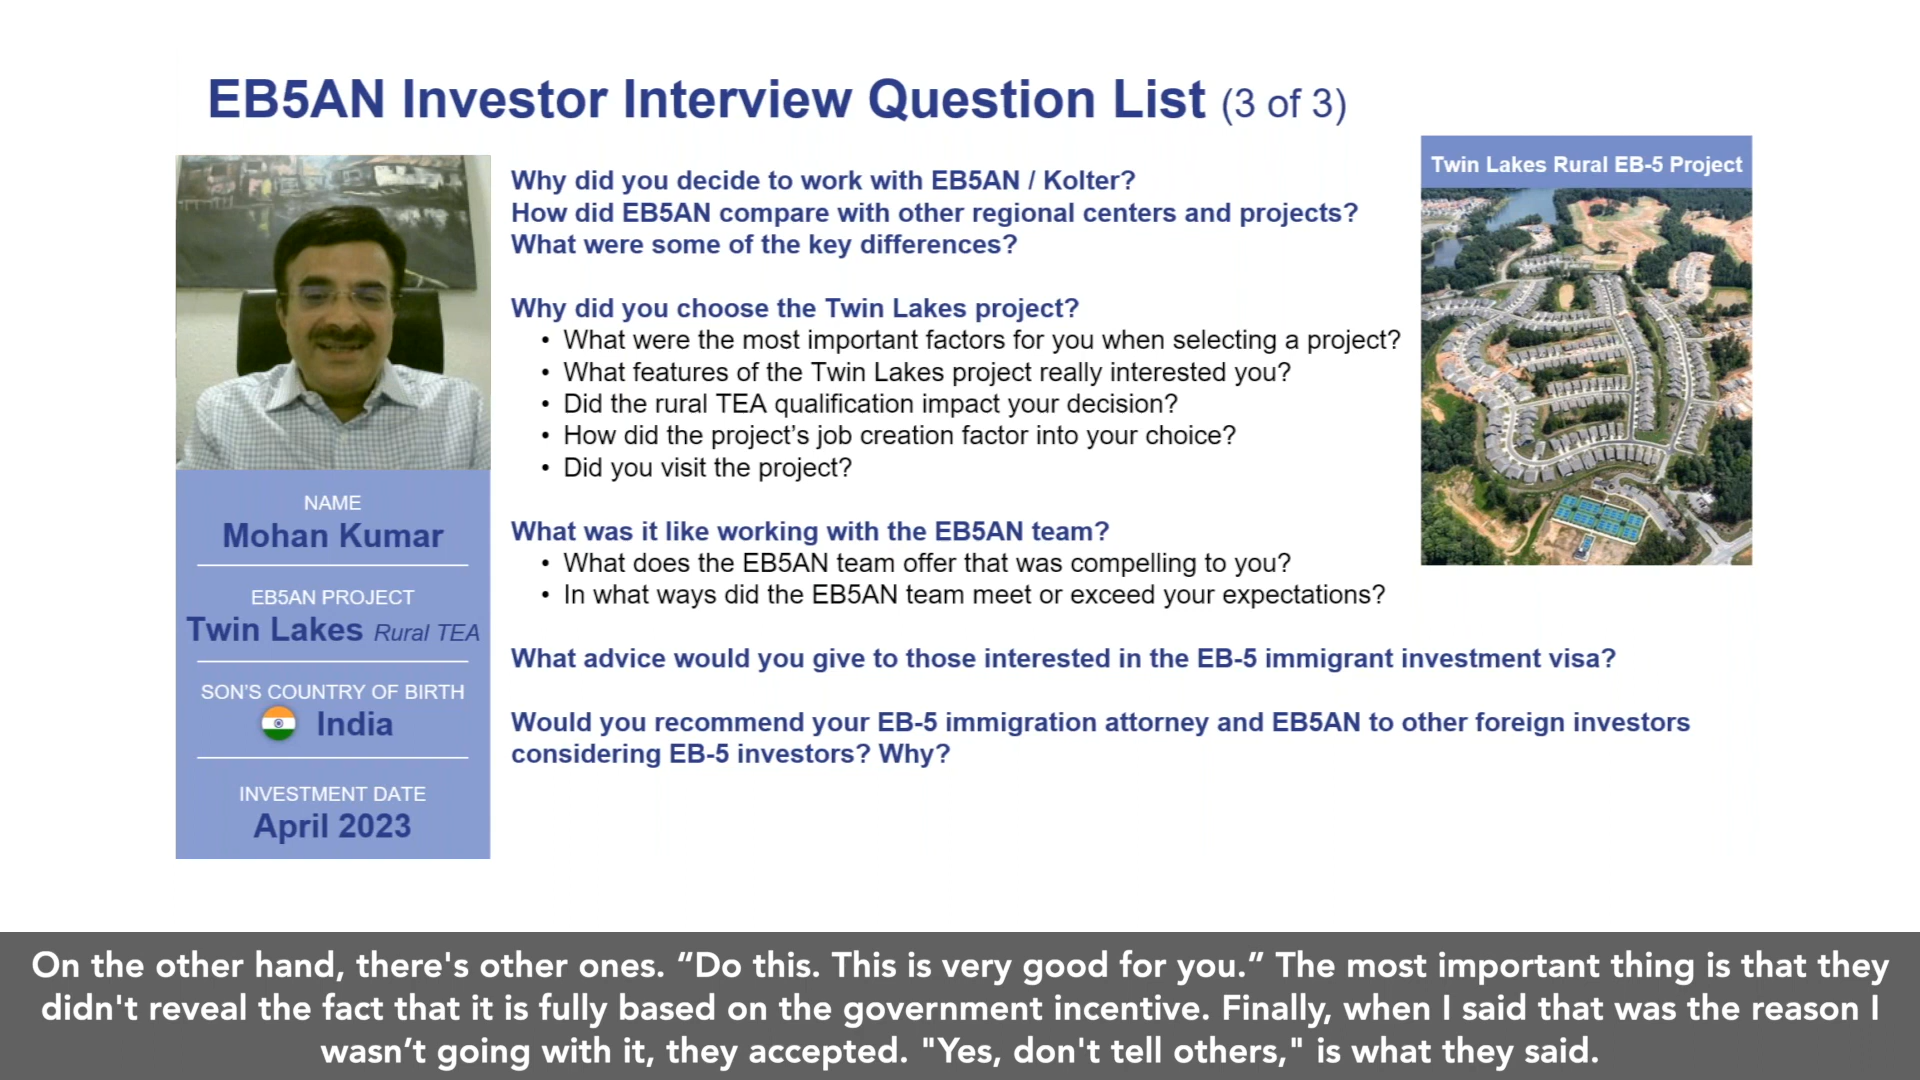 EB5AN Investor Interview Question List (3 of 3)
Twin Lakes Rural EB-5 Project
Why did you decide to work with EB5AN / Kolter?
How did EB5AN compare with other regional centers and projects?
What were some of the key differences?
Why did you choose the Twin Lakes project?
• What were the most important factors for you when selecting a project?
• What features of the Twin Lakes project really interested you?
• Did the rural TEA qualification impact your decision?
• How did the project’s job creation factor into your choice?
• Did you visit the project?
What was it like working with the EB5AN team?
• What does the EB5AN team offer that was compelling to you?
• In what ways did the EB5AN team meet or exceed your expectations?
What advice would you give to those interested in the EB-5 immigrant investment visa?
Would you recommend your EB-5 immigration attorney and EB5AN to other foreign investors
considering EB-5 investors? Why?
NAME
Mohan Kumar
EB5AN PROJECT
Twin Lakes Rural TEA
SON’S COUNTRY OF BIRTH
India
INVESTMENT DATE
April 2023
On the other hand, there's other ones. “Do this. This is very good for you.” The most important thing is that they
didn't reveal the fact that it is fully based on the government incentive. Finally, when I said that was the reason I
wasn’t going with it, they accepted. "Yes, don't tell others," is what they said.